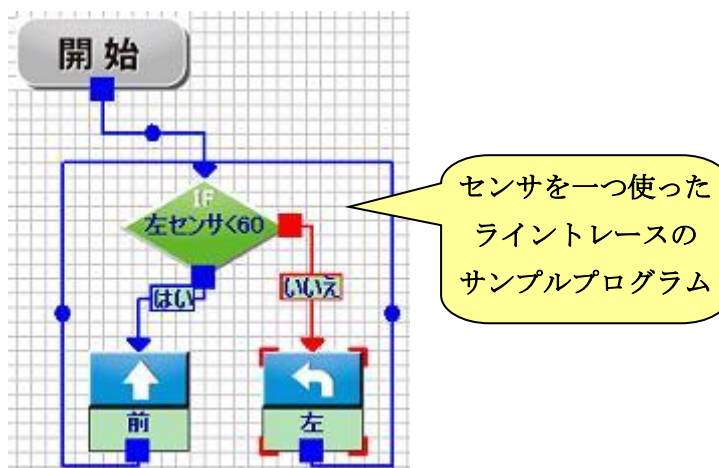 開始
IF
左センサ<60
はい
いいえ
前
左
センサを一つ使った
ライントレースの
サンプルプログラム